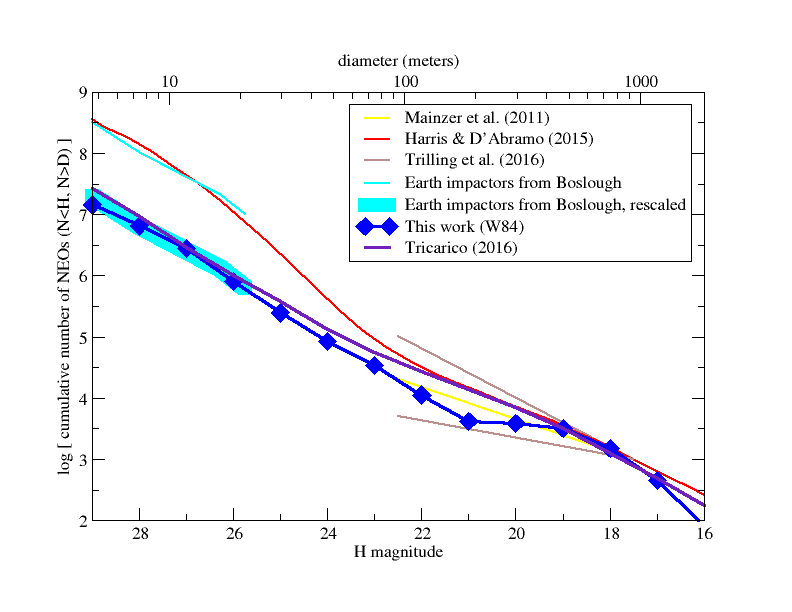 diameter (meters)
10 100 1000
9
8
7
6
5
4
3
2
log [ cumulative number of NEOs (N<H, N>D) ]
Mainzer et al. (2011)
Harris & D'Abramo (2015)
Trilling et al. (2016)
Earth impactors from Boslough
Earth impactors from Boslough, rescaled
This work (W84)
Tricarico (2016)
28 26 24 22 20 18 16
H magnitude